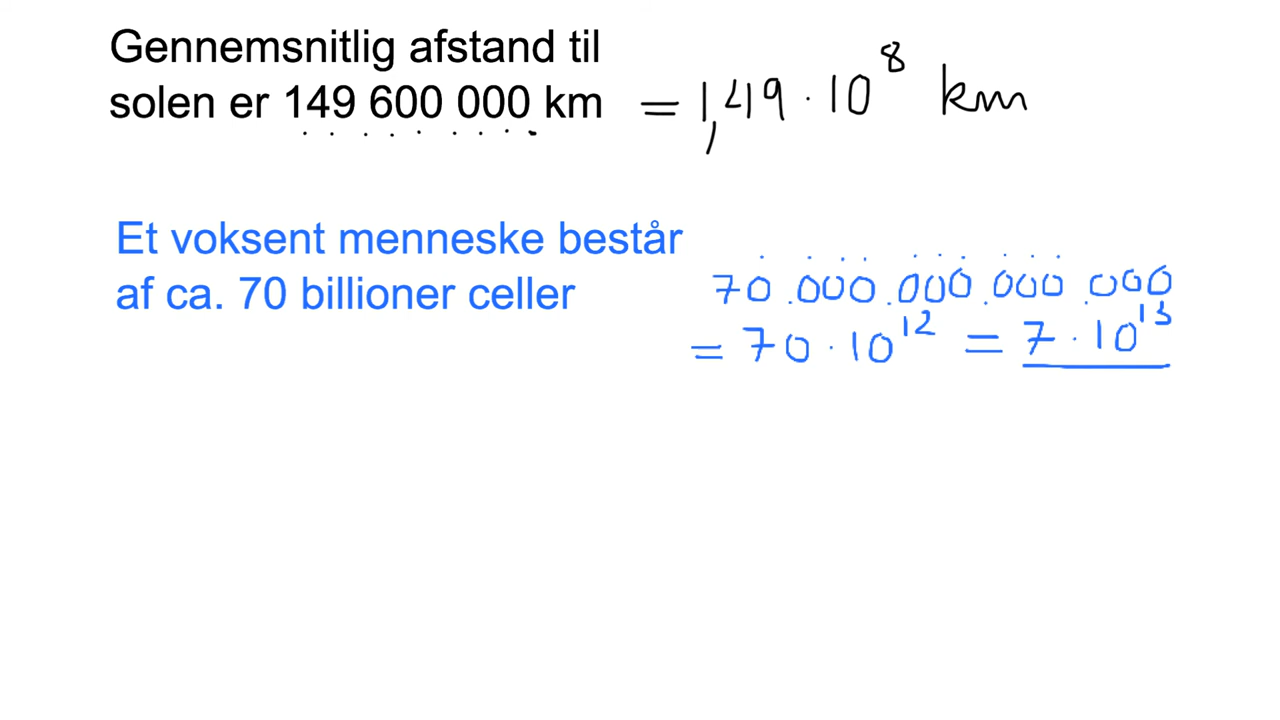 Gennemsnitlig afstand til
solen er 149 600 000 km = 1,49 · 10⁸ km
Et voksent menneske består
af ca. 70 billioner celler 70.000.000.000.000
= 70 · 10¹² = 7 · 10¹³